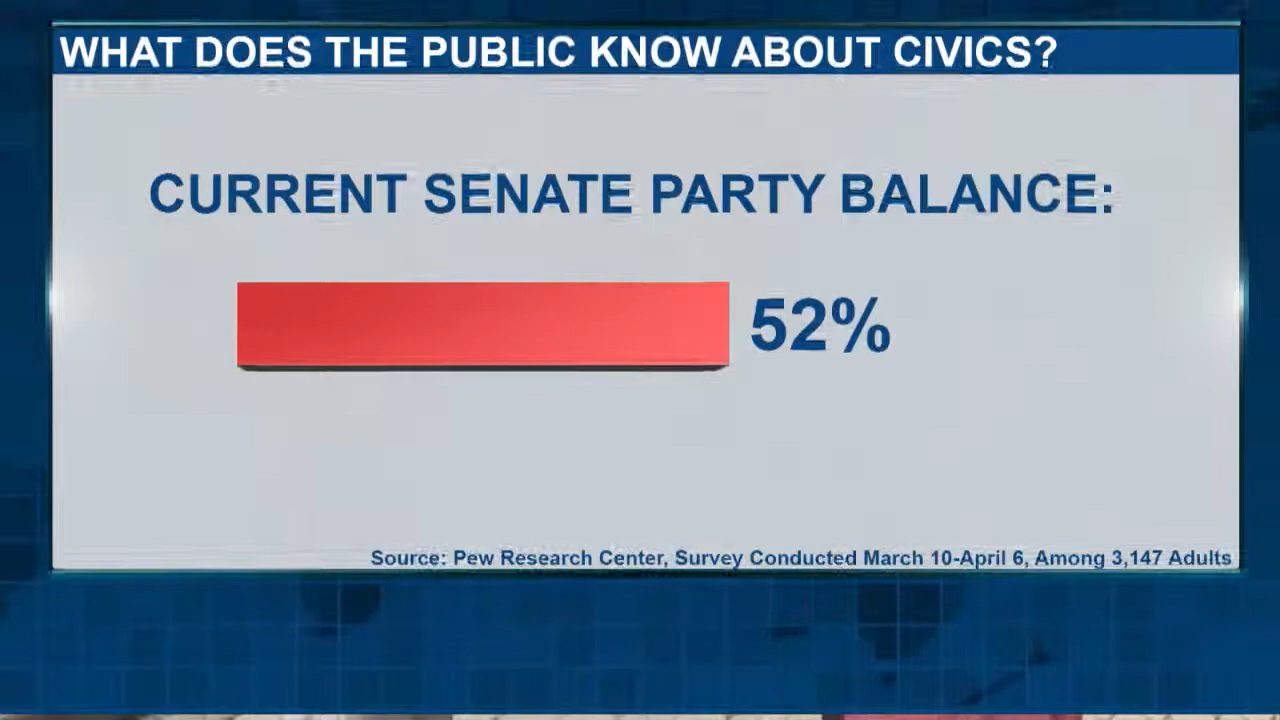 WHAT DOES THE PUBLIC KNOW ABOUT CIVICS?
CURRENT SENATE PARTY BALANCE:
52%
Source: Pew Research Center, Survey Conducted March 10-April 6, Among 3,147 Adults